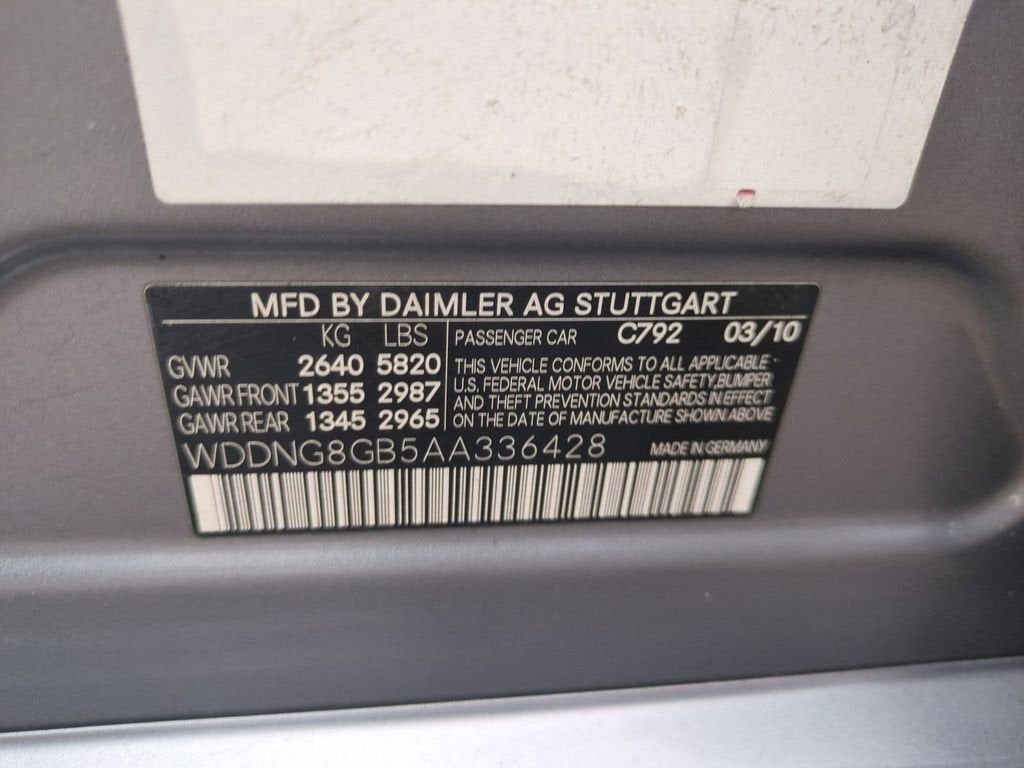 MFD BY DAIMLER AG STUTTGART
KG LBS
GVWR 2640 5820
GAWR FRONT 1355 2987
GAWR REAR 1345 2965
PASSENGER CAR C792 03/10
THIS VEHICLE CONFORMS TO ALL APPLICABLE
U.S. FEDERAL MOTOR VEHICLE SAFETY,BUMPER
AND THEFT PREVENTION STANDARDS IN EFFECT
ON THE DATE OF MANUFACTURE SHOWN ABOVE
WDDNG8GB5AA336428 MADE IN GERMANY